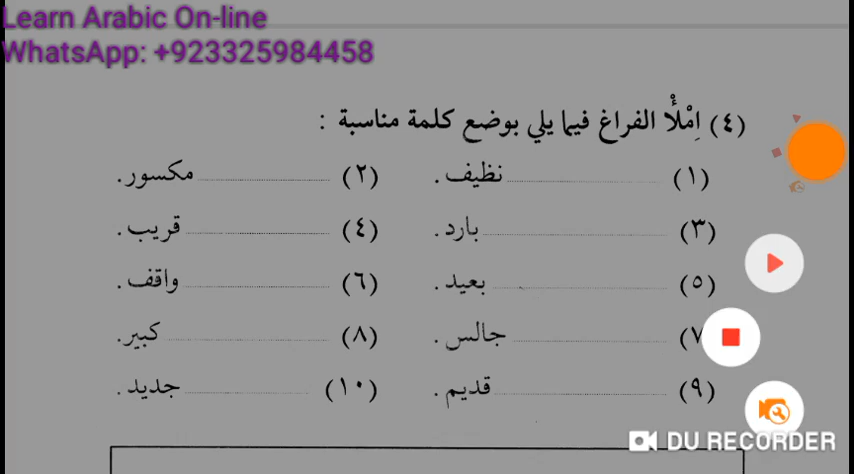 Learn Arabic On-line
WhatsApp: +923325984458
(٤) اِمْلَأْ الفراغ فيما يلي بوضع كلمة مناسبة :
(١) ............ نظيف . (٢) ............ مكسور .
(٣) ............ بارد . (٤) ............ قريب .
(٥) ............ بعيد . (٦) ............ واقف .
(٧) ............ جالس . (٨) ............ كبير .
(٩) ............ قديم . (١٠) ............ جديد .
DU RECORDER